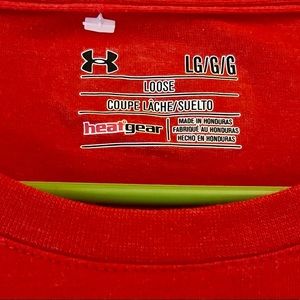 LG/G/G
LOOSE
COUPE LÂCHE/SUELTO
heatgear
MADE IN HONDURAS
FABRIQUÉ AU HONDURAS
HECHO EN HONDURAS